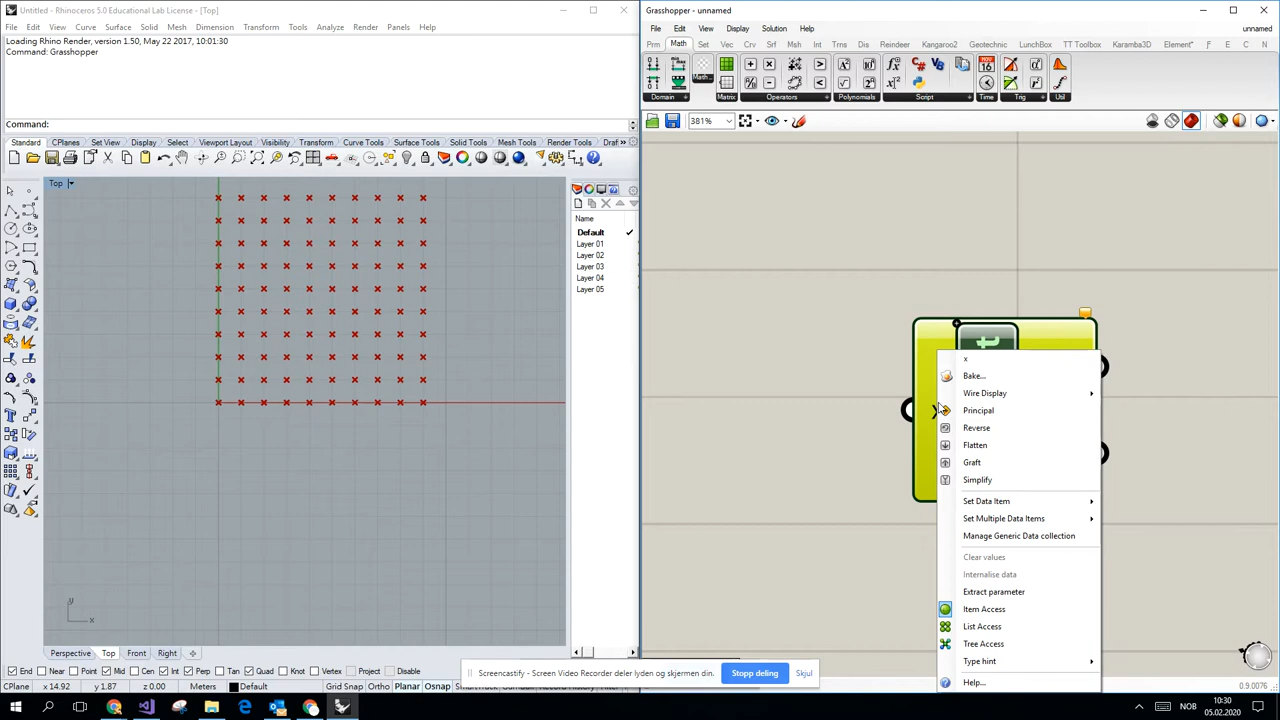 Untitled - Rhinoceros 5.0 Educational Lab License - [Top]
File Edit View Curve Surface Solid Mesh Dimension Transform Tools Analyze Render Panels Help
Loading Rhino Render, version 1.50, May 22 2017, 10:01:30
Command: Grasshopper
Command:
Standard CPlanes Set View Display Select Viewport Layout Visibility Transform Curve Tools Surface Tools Solid Tools Mesh Tools Render Tools Draf
Top
Name
Default
Layer 01
Layer 02
Layer 03
Layer 04
Layer 05
y
x
Perspective Top Front Right
End Near Point Mid Cen Int Perp Tan Quad Knot Vertex Project Disable
CPlane x 14.92 y 1.87 z 0.00 Meters Default Grid Snap Ortho Planar Osnap
Grasshopper - unnamed
File Edit View Display Solution Help
unnamed
Prm Math Set Vec Crv Srf Msh Int Trns Dis Reindeer Kangaroo2 Geotechnic LunchBox TT Toolbox Karamba3D Element* E C N
Math...
NOV
16
C#
VB
Domain Matrix Operators Polynomials Script Time Trig Util
381%
t
x
Bake...
Wire Display
Principal
Reverse
Flatten
Graft
Simplify
Set Data Item
Set Multiple Data Items
Manage Generic Data collection
Clear values
Internalise data
Extract parameter
Item Access
List Access
Tree Access
Type hint
Help...
0.9.0076
Screencastify - Screen Video Recorder deler lyden og skjermen din.
Stopp deling
Skjul
NOB
10:30
05.02.2020